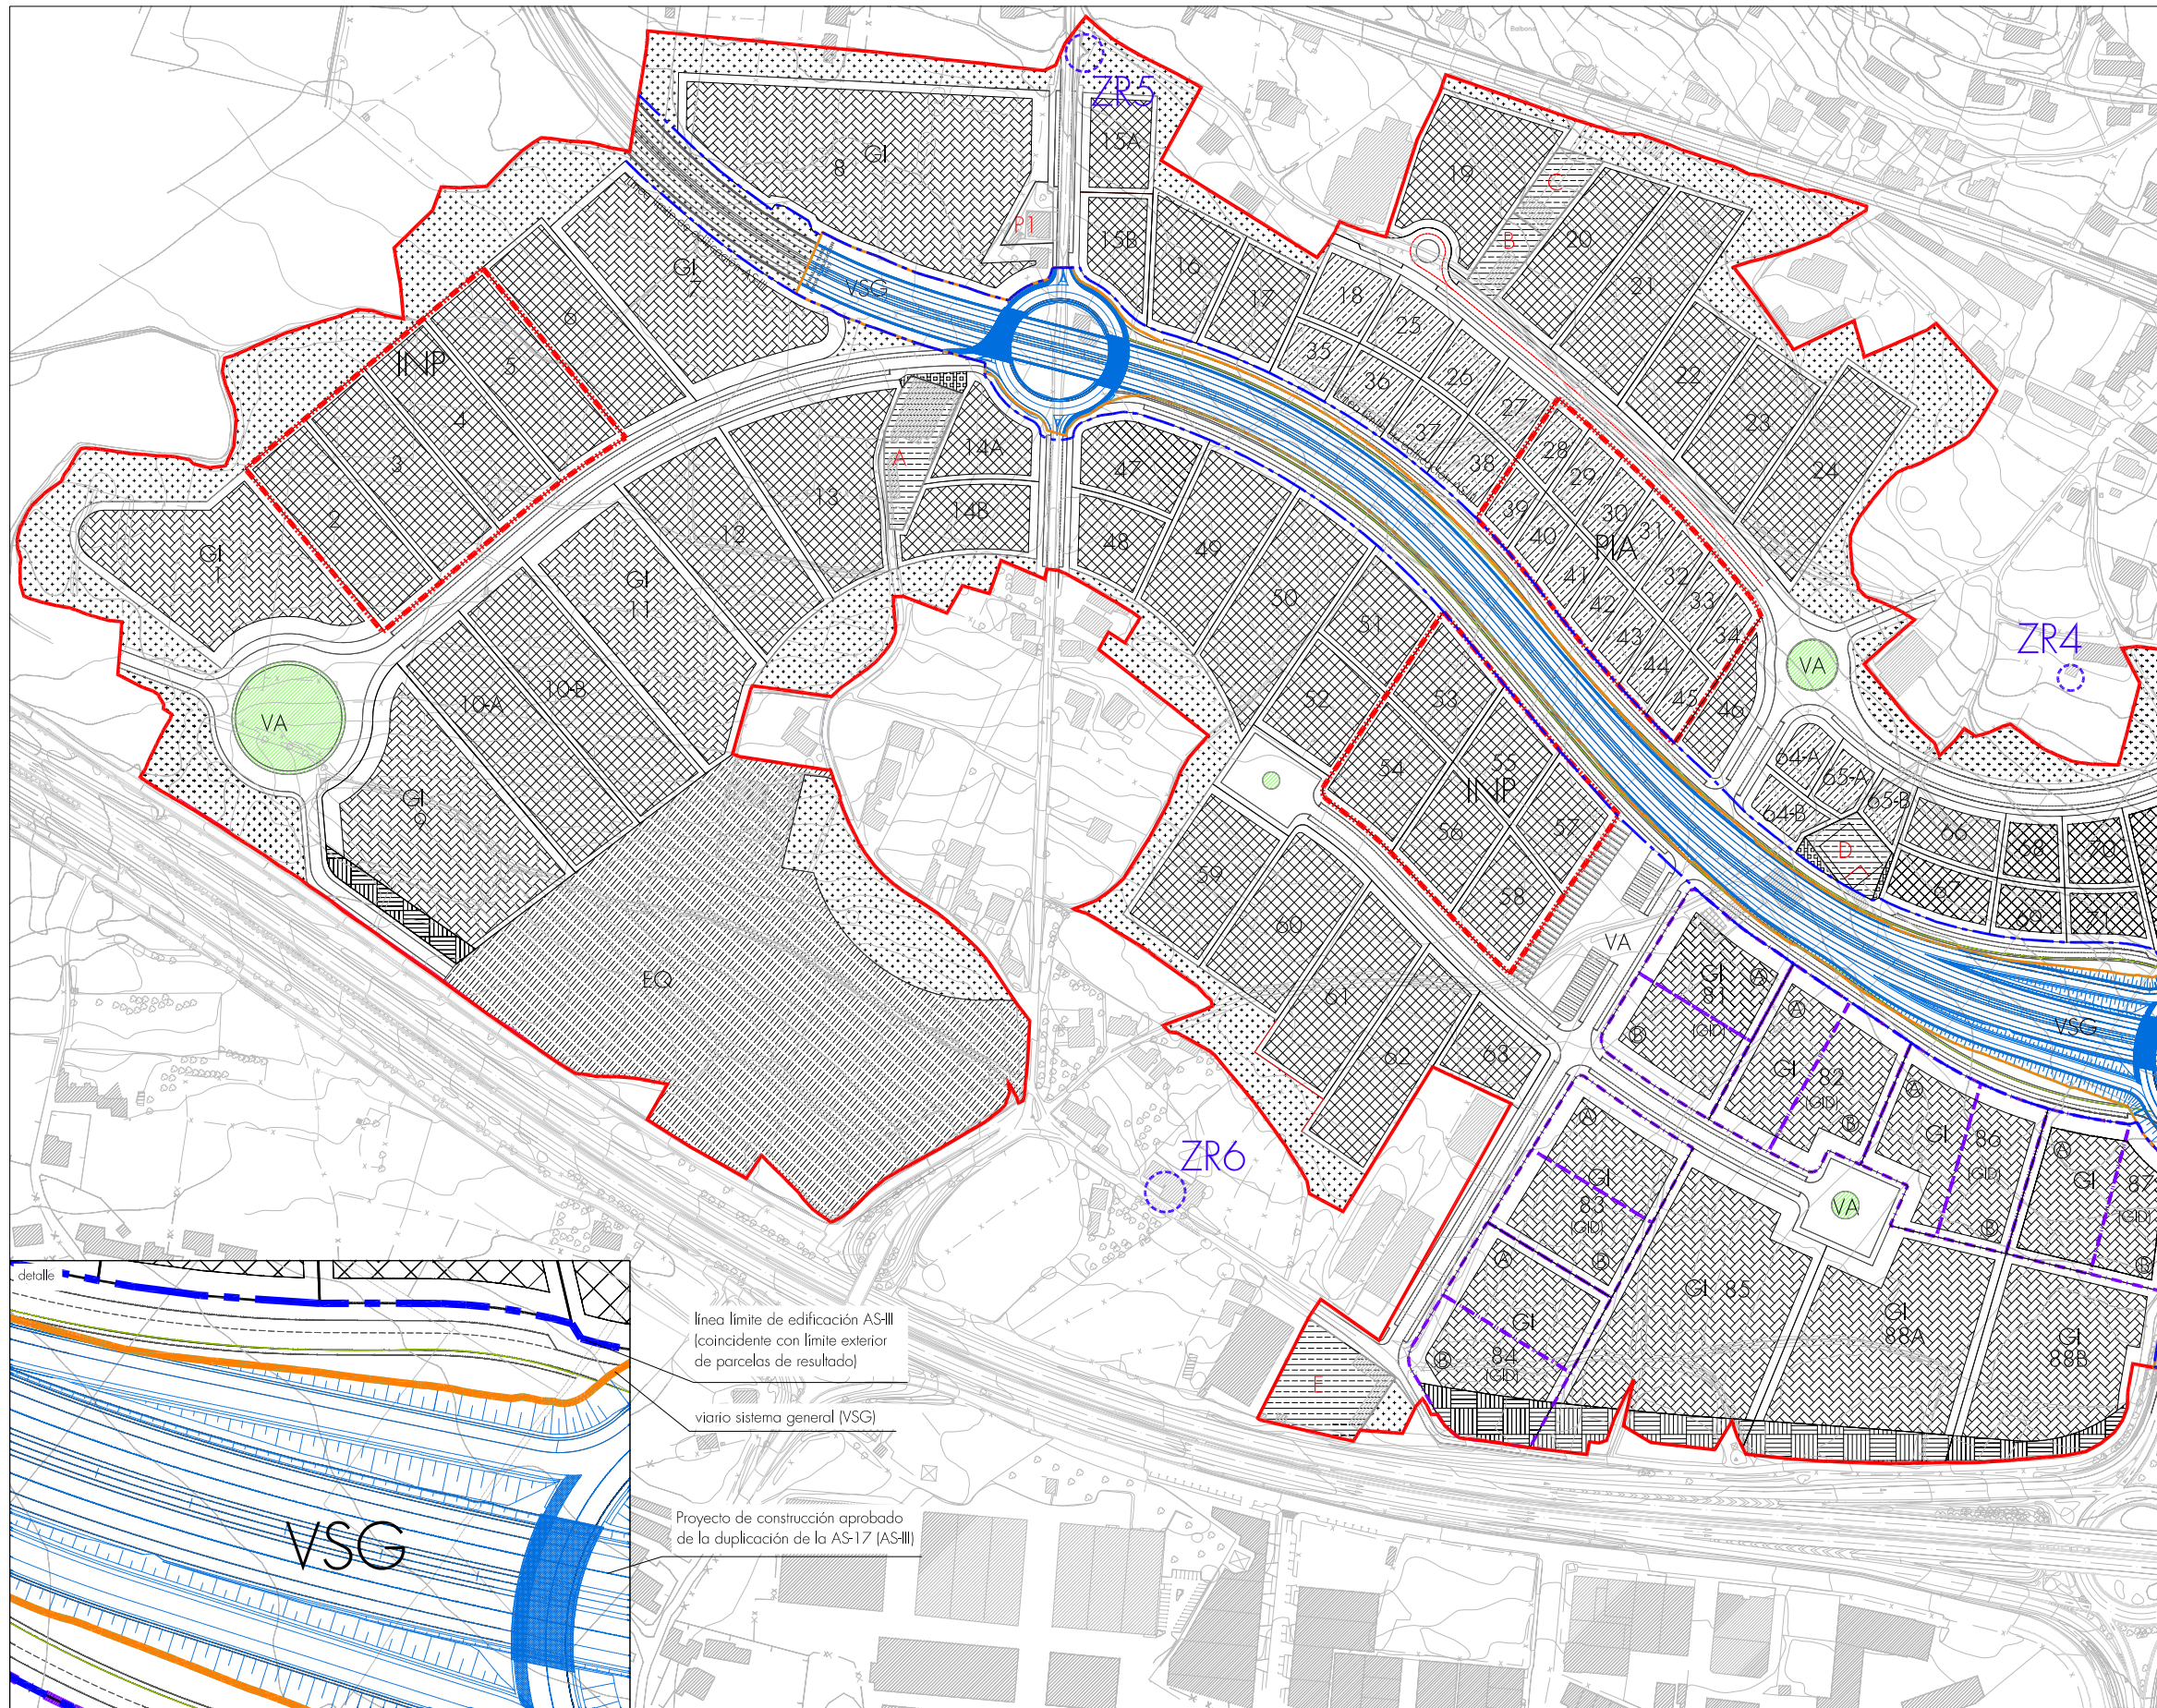 Balbona
ZR5
15A
GI
8
19
C
P1
B
15B
20
16
línea límite de edificación AS-III
GI
7
VSG
21
17
18
6
25
35
INP
5
36
26
22
27
4
37
23
28
14A
38
A
3
47
29
24
13
39
2
14B
30
12
40
31
48
49
PIA
GI
1
GI
11
41
32
50
42
33
51
43
34
ZR4
44
VA
10-B
53
10-A
52
45
46
VA
55
64-A
54
INP
65-A
GI
9
65-B
64-B
57
66
56
68
70
D
59
67
58
60
69
71
VA
EQ
GI
81
A
61
A
(GID)
B
VSG
62
63
GI
82
A
(GID)
A
B
GI
86
ZR6
A
GI
87
GI
83
(GID)
(GID)
VA
(GID)
B
A
B
B
GI 85
GI
88A
GI
84
(GID)
B
GI
88B
E
detalle
línea límite de edificación AS-III
(coincidente con límite exterior
de parcelas de resultado)
viario sistema general (VSG)
Proyecto de construcción aprobado
de la duplicación de la AS-17 (AS-III)
VSG